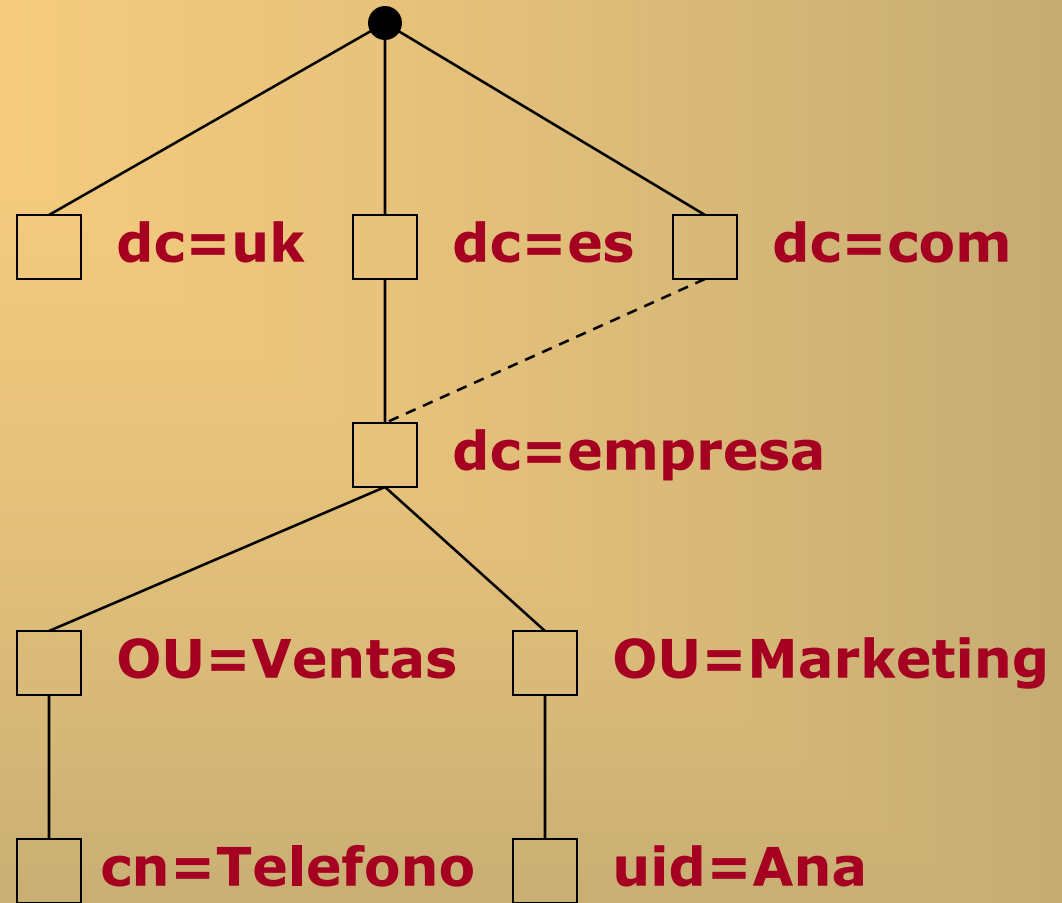 dc=uk dc=es dc=com
dc=empresa
OU=Ventas OU=Marketing
cn=Telefono uid=Ana